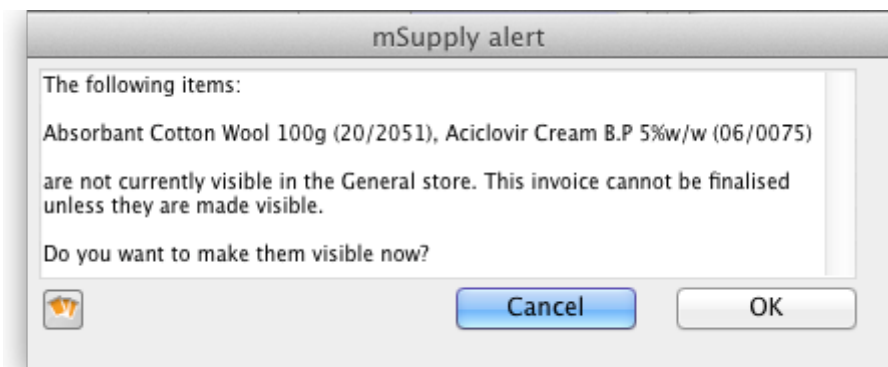 mSupply alert
The following items:
Absorbant Cotton Wool 100g (20/2051), Aciclovir Cream B.P 5%w/w (06/0075)
are not currently visible in the General store. This invoice cannot be finalised
unless they are made visible.
Do you want to make them visible now?
Cancel
OK